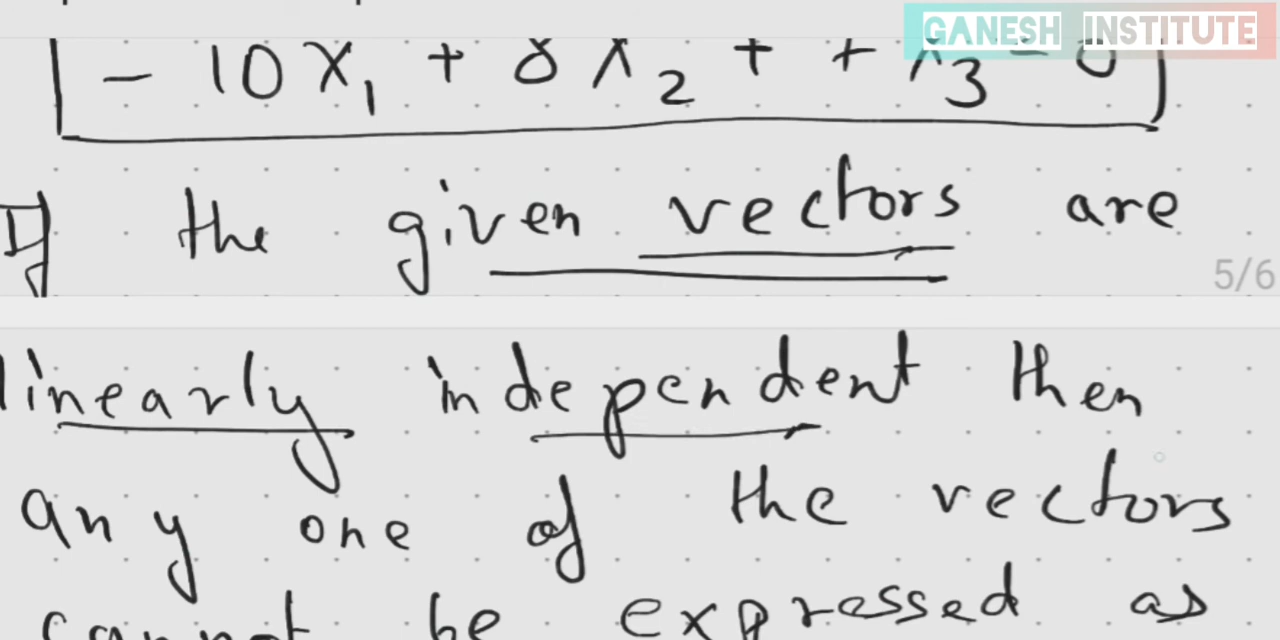 GANESH INSTITUTE
- 10x₁ + 8x₂ + + x₃ = 0
If the given vectors are
5/6
linearly independent then
any one of the vectors
cannot be expressed as